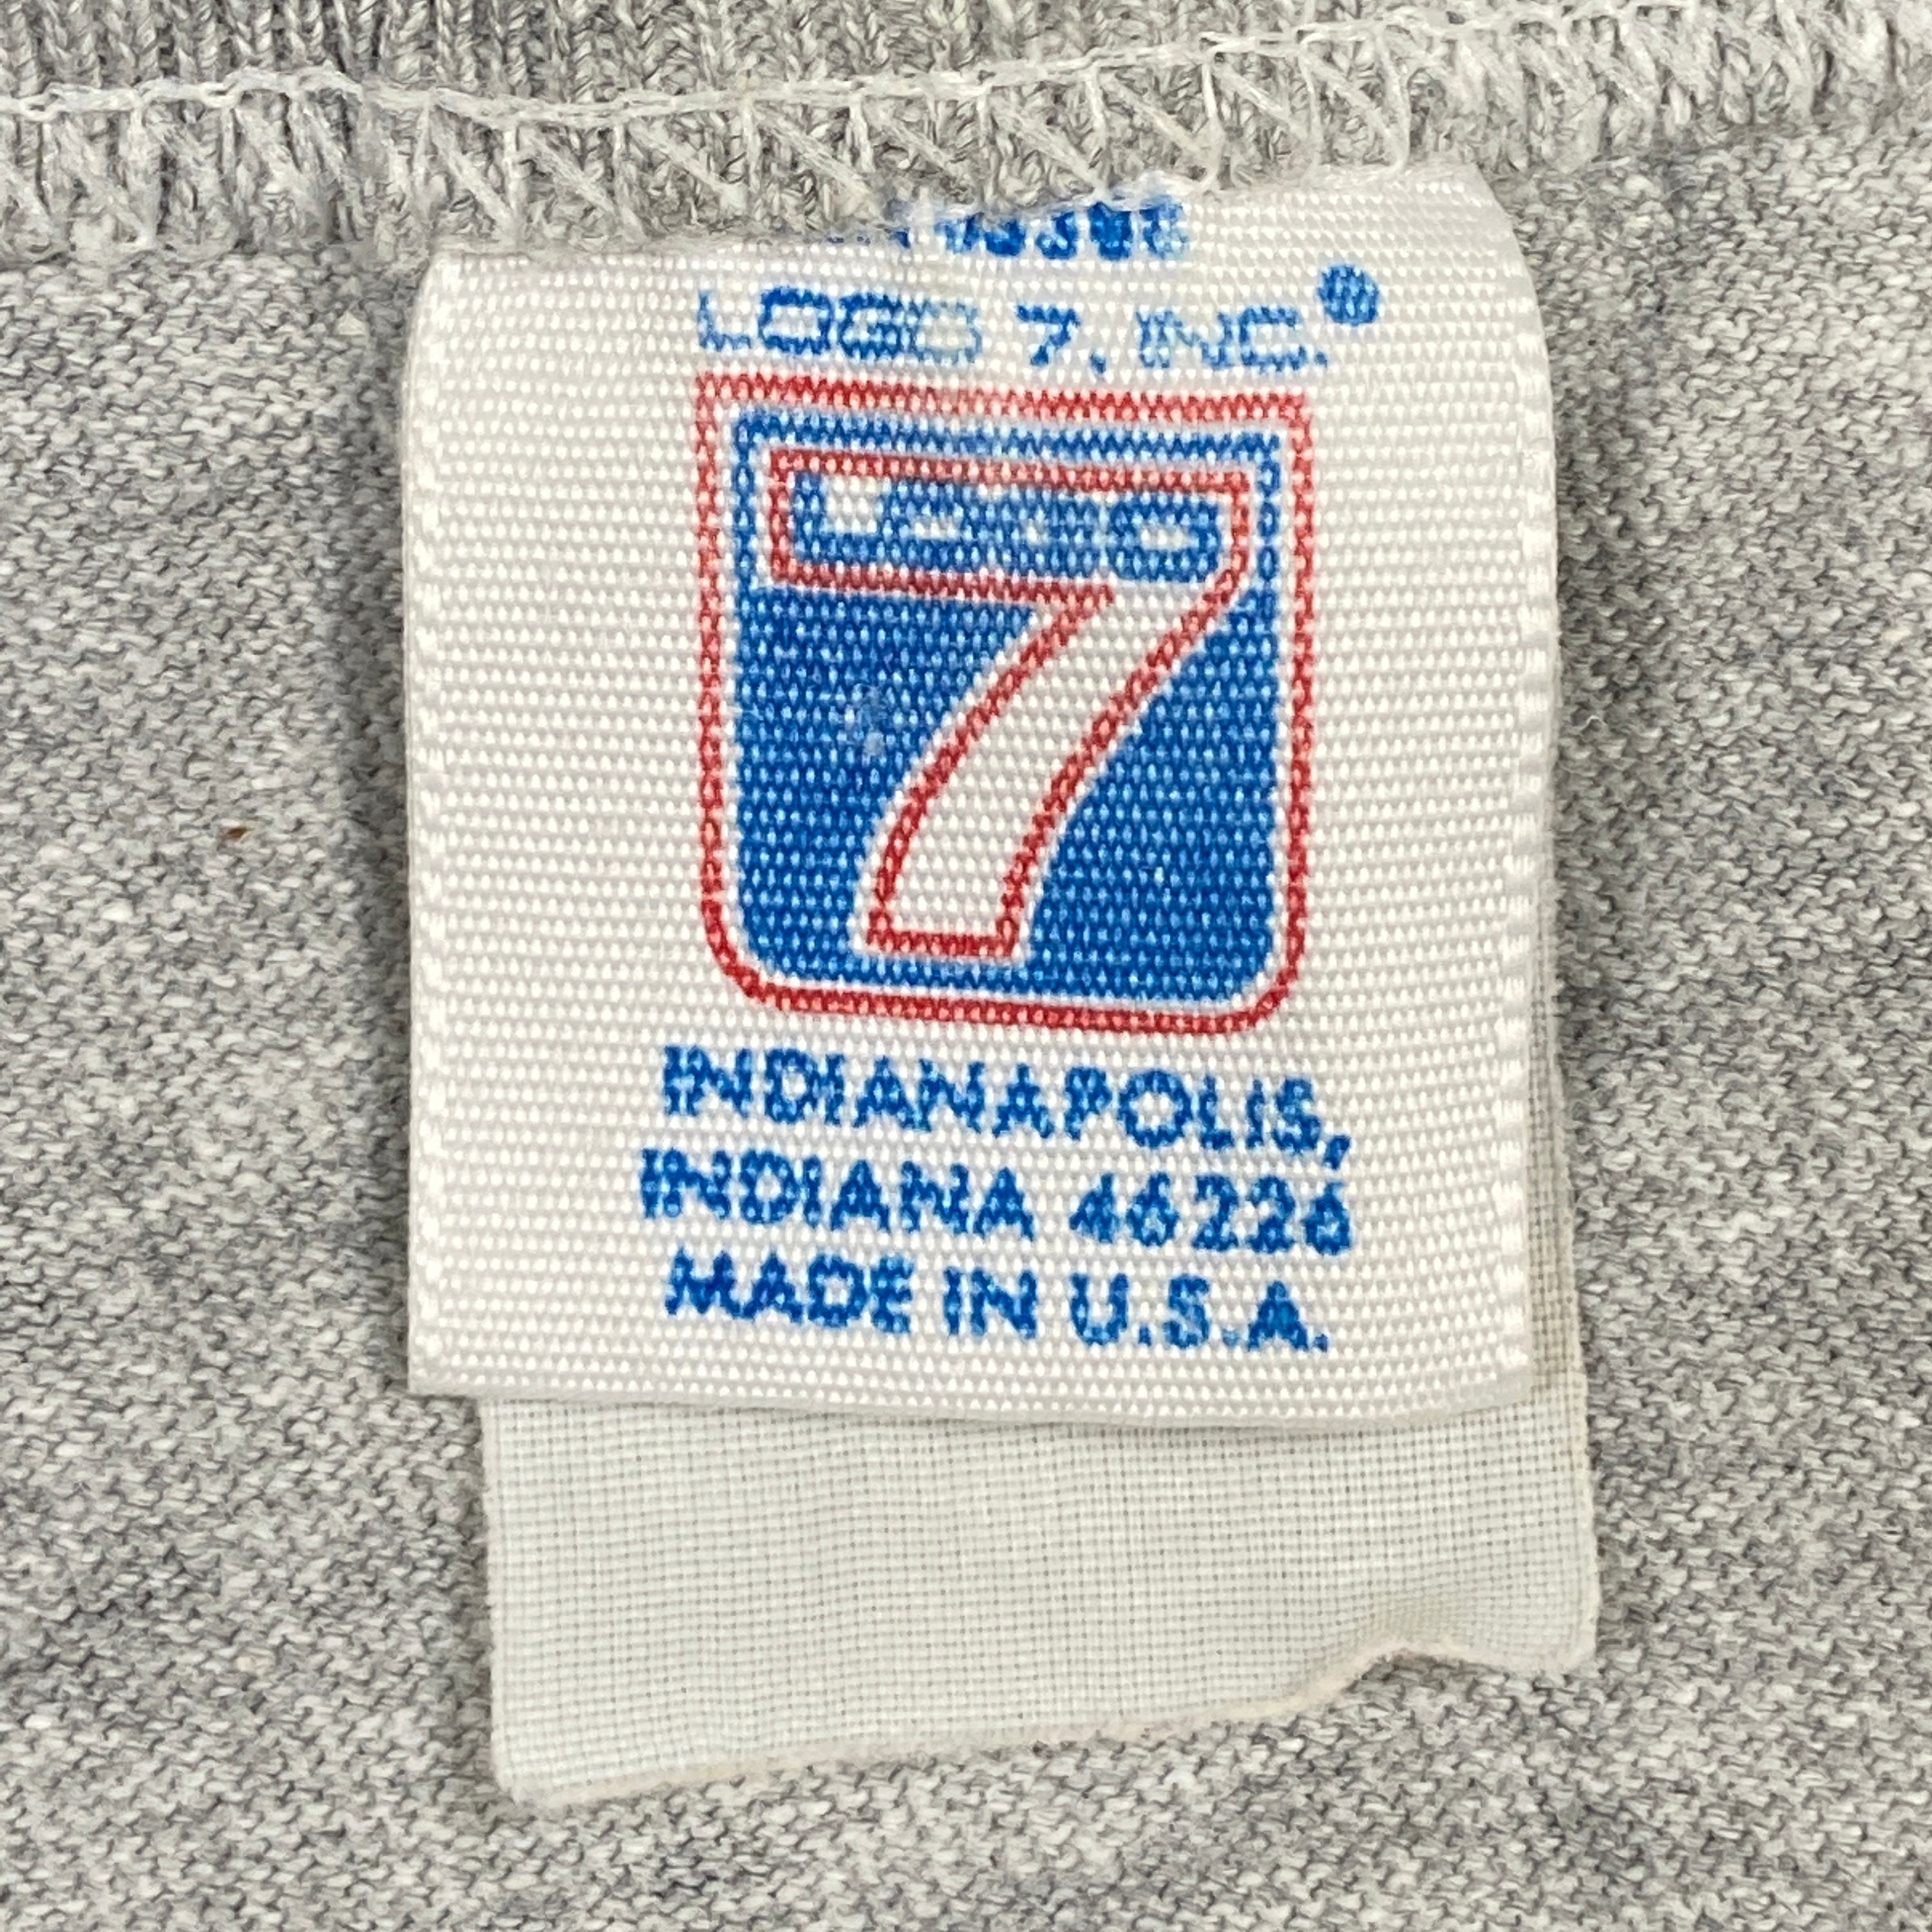 LOGO 7, INC.®
LOGO
7
INDIANAPOLIS,
INDIANA 46226
MADE IN U.S.A.